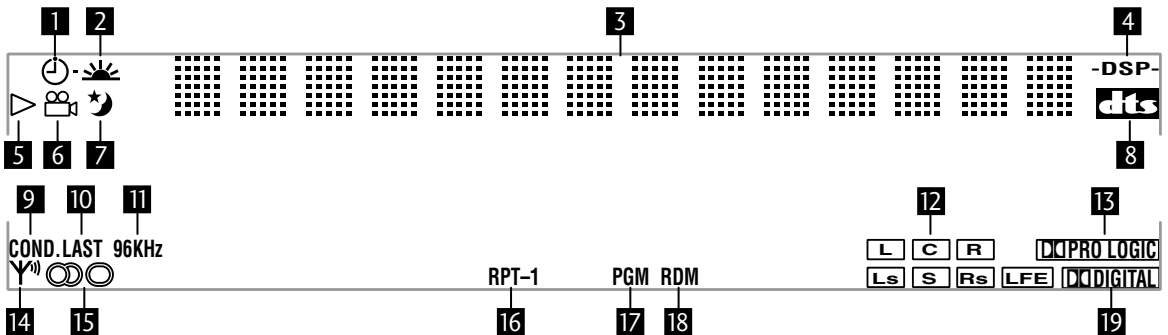 1 2 3 4
-DSP-
dts
5 6 7 8
9 10 11 12 13
COND. LAST 96KHz L C R PRO LOGIC
RPT-1 PGM RDM Ls S Rs LFE DIGITAL
14 15 16 17 18 19